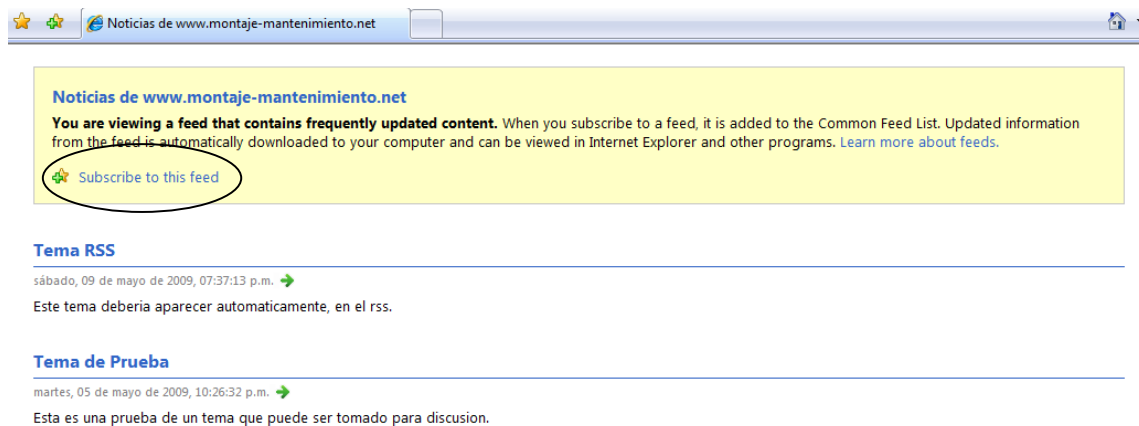 Noticias de www.montaje-mantenimiento.net
Noticias de www.montaje-mantenimiento.net
You are viewing a feed that contains frequently updated content. When you subscribe to a feed, it is added to the Common Feed List. Updated information
from the feed is automatically downloaded to your computer and can be viewed in Internet Explorer and other programs. Learn more about feeds.
Subscribe to this feed
Tema RSS
sábado, 09 de mayo de 2009, 07:37:13 p.m.
Este tema deberia aparecer automaticamente, en el rss.
Tema de Prueba
martes, 05 de mayo de 2009, 10:26:32 p.m.
Esta es una prueba de un tema que puede ser tomado para discusion.